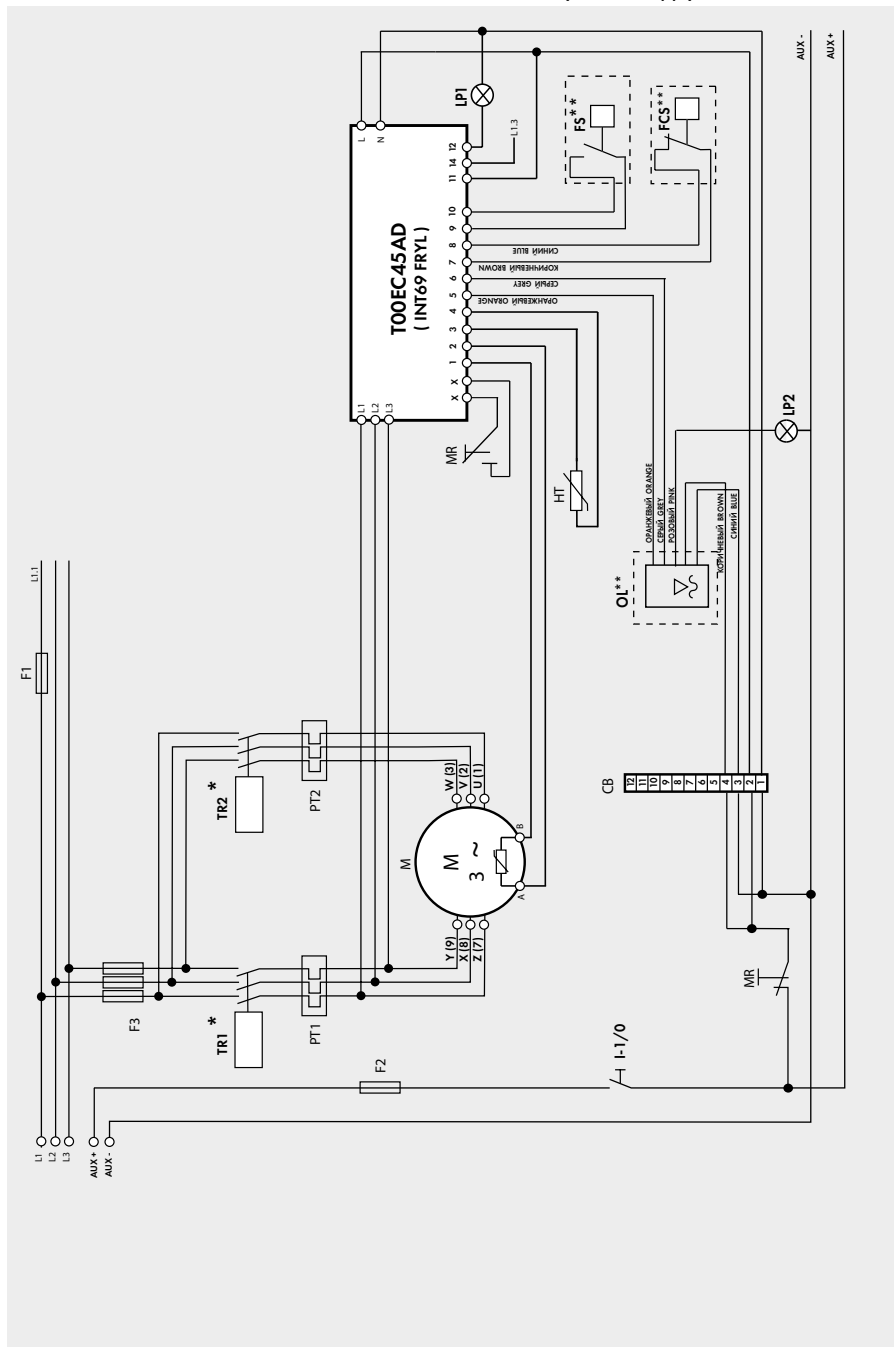 L1
L2
L3
AUX +
AUX -
F1
L1.1
F3
TR1 *
PT1
TR2 *
PT2
F2
I-1/0
Y (9)
X (8)
Z (7)
M
M
3 ~
A
B
W (3)
V (2)
U (1)
T00EC45AD
( INT69 FRYL )
L1
L2
L3
L
N
X
X
1
2
3
4
5
6
7
8
9
10
11
14
12
LP1
L1.3
MR
HT
ОРАНЖЕВЫЙ ORANGE
СЕРЫЙ GREY
КОРИЧНЕВЫЙ BROWN
СИНИЙ BLUE
FS**
FCS**
AUX -
AUX +
OL**
ОРАНЖЕВЫЙ ORANGE
СЕРЫЙ GREY
РОЗОВЫЙ PINK
КОРИЧНЕВЫЙ BROWN
СИНИЙ BLUE
LP2
CB
12
11
10
9
8
7
6
5
4
3
2
1
MR